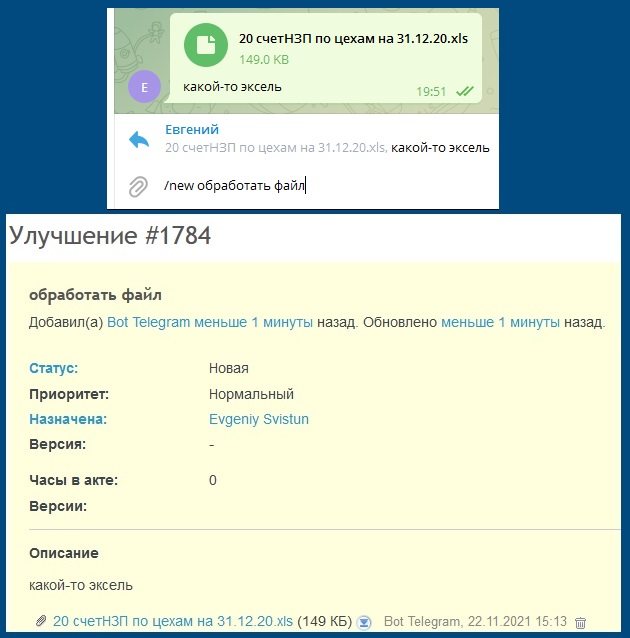 20 счетНЗП по цехам на 31.12.20.xls
149.0 KB
Е
какой-то эксель
19:51
Евгений
20 счетНЗП по цехам на 31.12.20.xls, какой-то эксель
/new обработать файл
Улучшение #1784
обработать файл
Добавил(а) Bot Telegram меньше 1 минуты назад. Обновлено меньше 1 минуты назад.
Статус: Новая
Приоритет: Нормальный
Назначена: Evgeniy Svistun
Версия: -
Часы в акте: 0
Версии:
Описание
какой-то эксель
20 счетНЗП по цехам на 31.12.20.xls (149 КБ) Bot Telegram, 22.11.2021 15:13